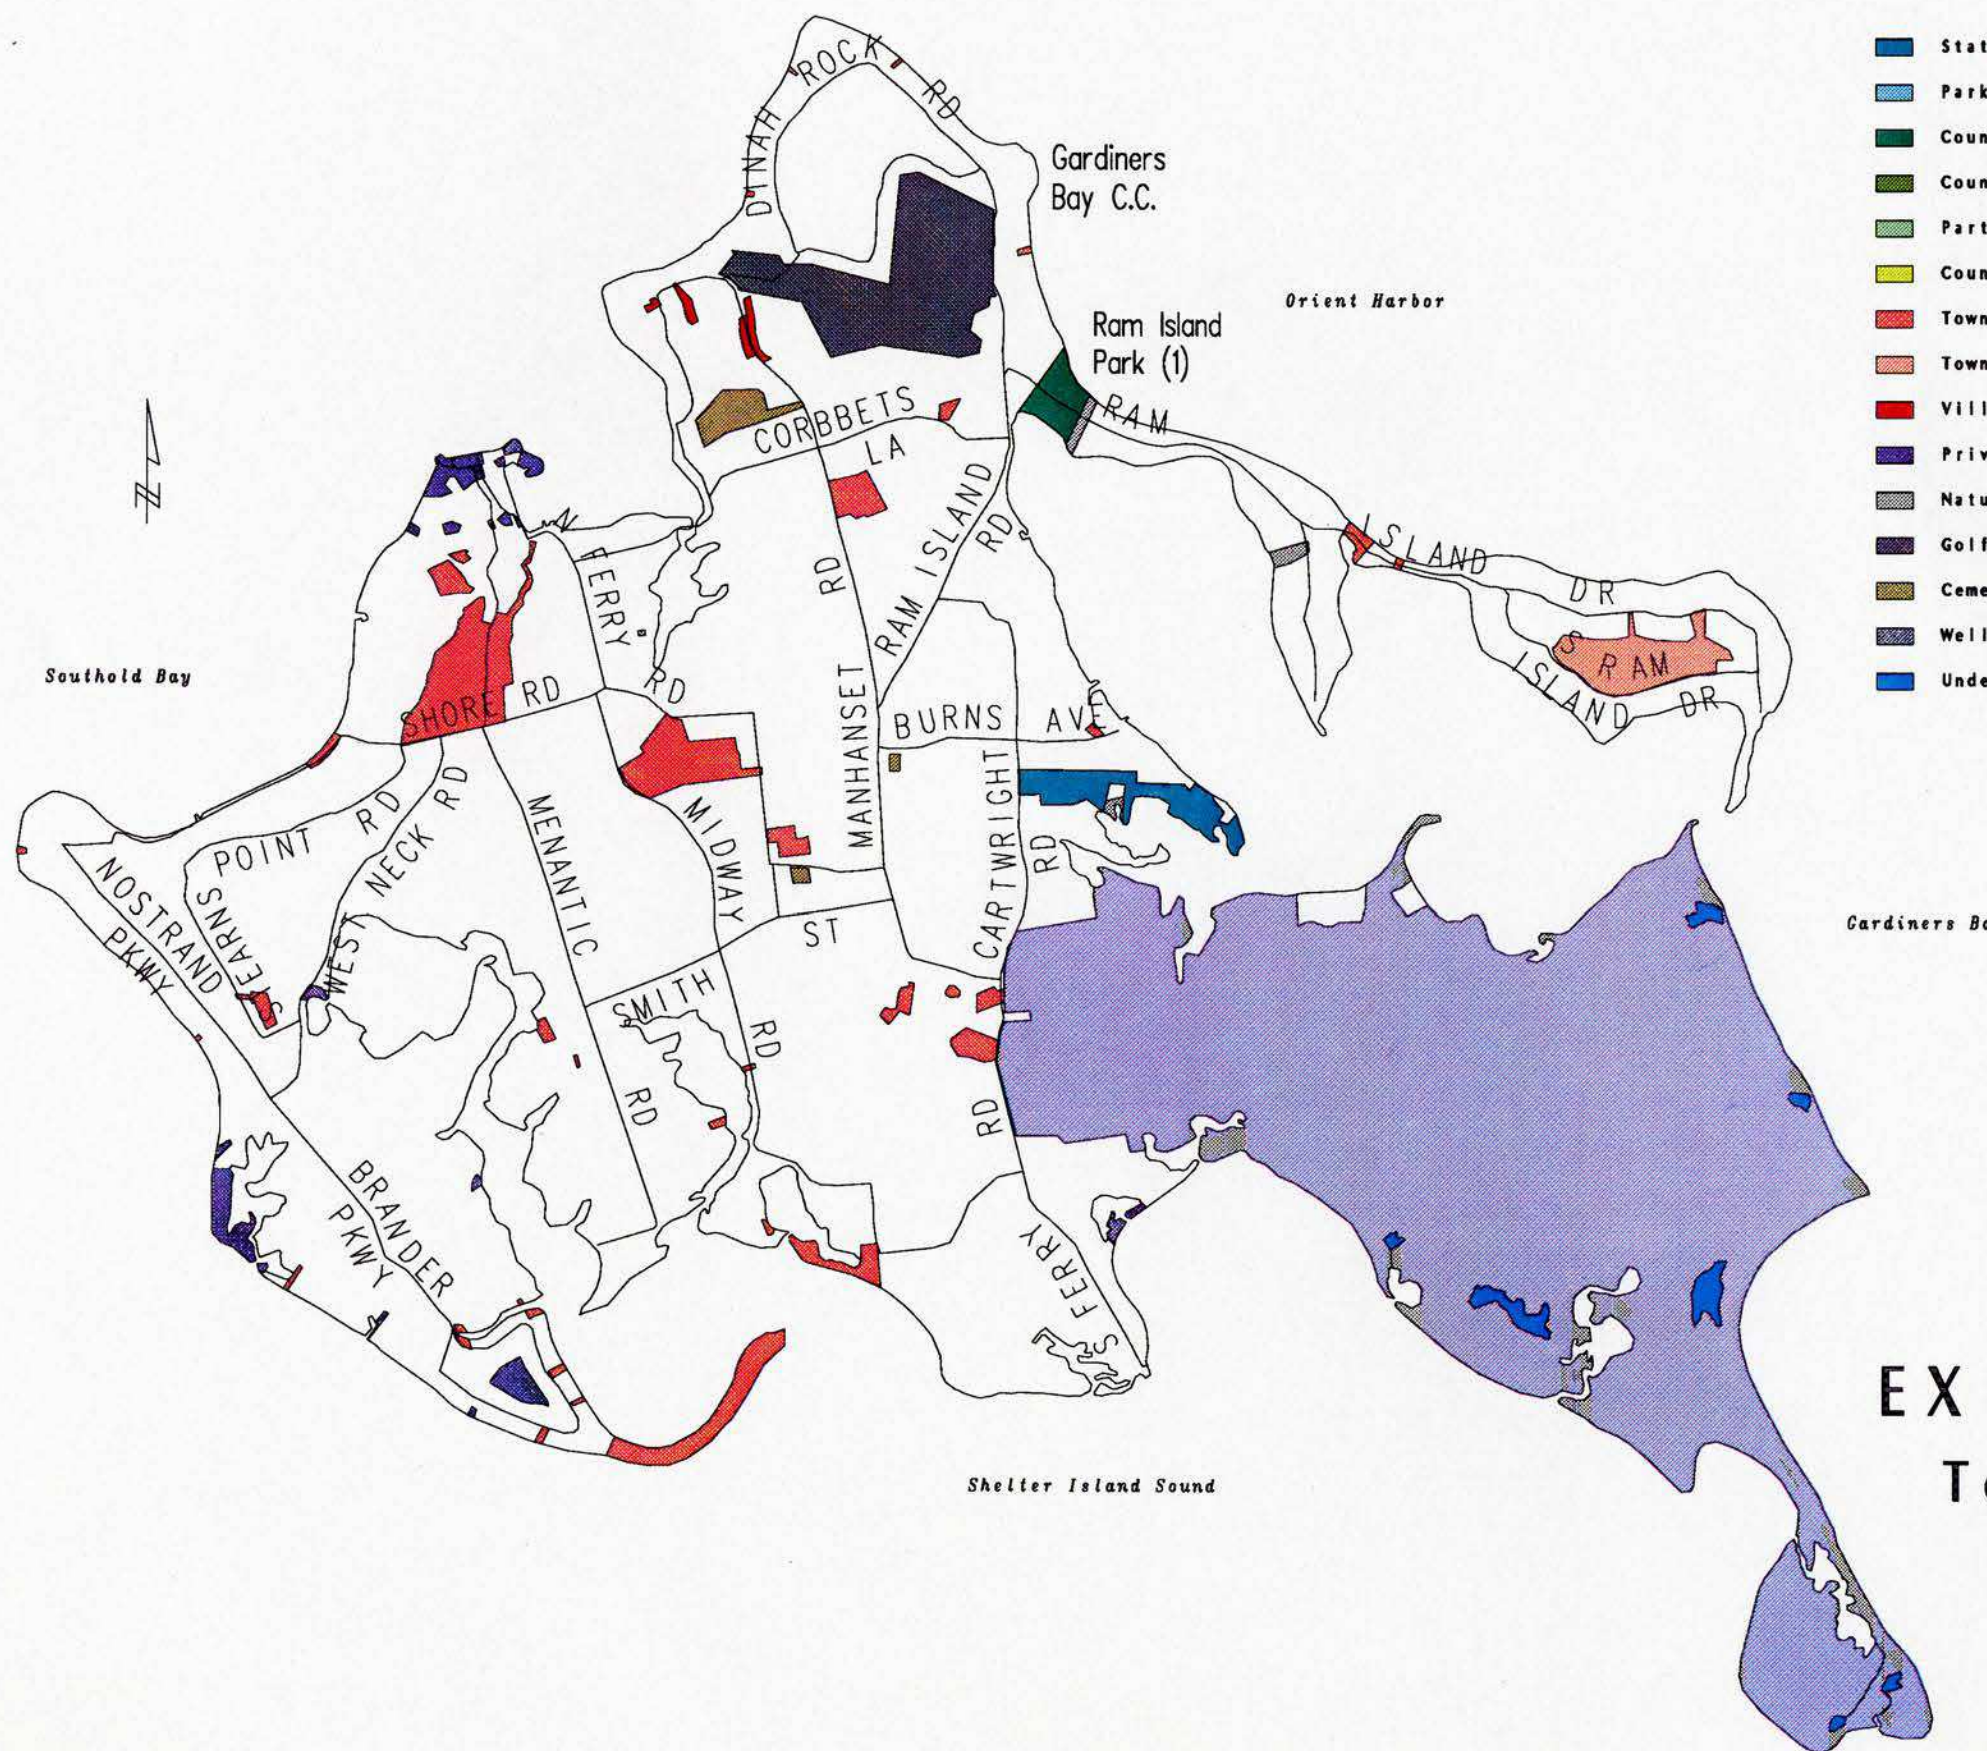 DINAH ROCK RD
Gardiners
Bay C.C.
Orient Harbor
Ram Island
Park (1)
RAM ISLAND DR
CORBBETS LA
RAM ISLAND RD
N FERRY RD
MANHANSET RD
S RAM
ISLAND DR
Southold Bay
SHORE RD
BURNS AVE
POINT RD
WEST NECK RD
MENANTIC RD
MIDWAY RD
CARTWRIGHT RD
NOSTRAND PKWY
STEARNS
SMITH ST
Gardiners
BRANDER PKWY
S FERRY RD
Shelter Island Sound
Stat
Park
Coun
Coun
Part
Coun
Town
Town
Vill
Priv
Natu
Golf
Ceme
Well
Unde
EX